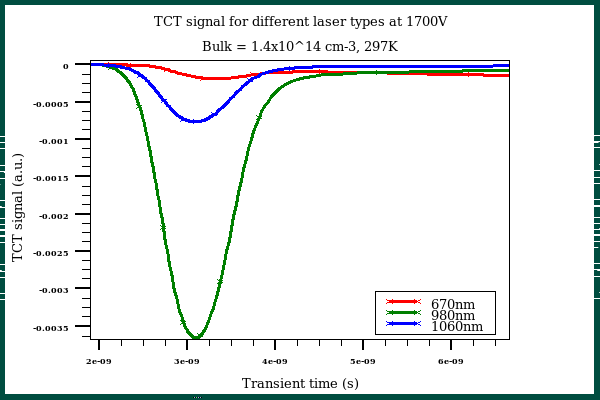 TCT signal for different laser types at 1700V
Bulk = 1.4x10^14 cm-3, 297K
TCT signal (a.u.)
0
-0.0005
-0.001
-0.0015
-0.002
-0.0025
-0.003
-0.0035
670nm
980nm
1060nm
2e-09 3e-09 4e-09 5e-09 6e-09
Transient time (s)